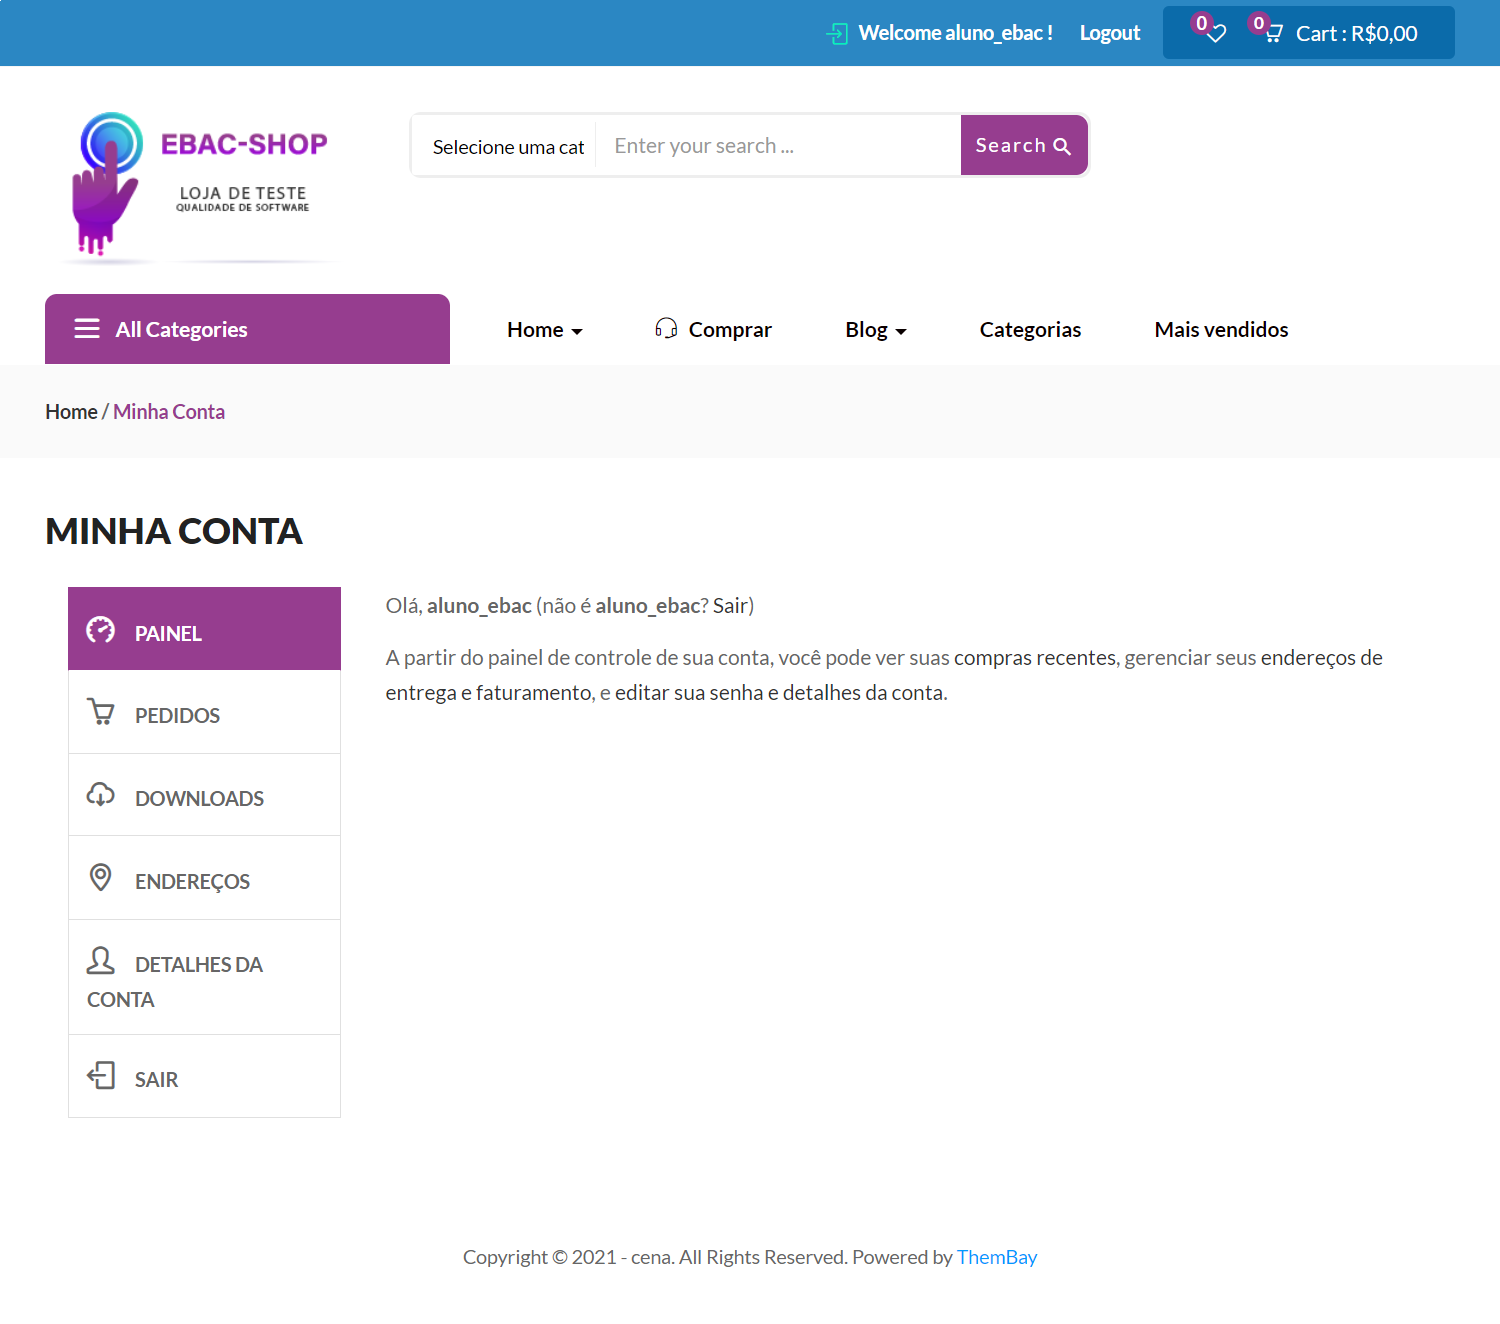 Welcome aluno_ebac ! Logout 0 0 Cart : R$0,00
EBAC-SHOP
LOJA DE TESTE
QUALIDADE DE SOFTWARE
Selecione uma cat Enter your search ... Search
All Categories Home Comprar Blog Categorias Mais vendidos
Home / Minha Conta
MINHA CONTA
PAINEL
PEDIDOS
DOWNLOADS
ENDEREÇOS
DETALHES DA
CONTA
SAIR
Olá, aluno_ebac (não é aluno_ebac? Sair)
A partir do painel de controle de sua conta, você pode ver suas compras recentes, gerenciar seus endereços de
entrega e faturamento, e editar sua senha e detalhes da conta.
Copyright © 2021 - cena. All Rights Reserved. Powered by ThemBay